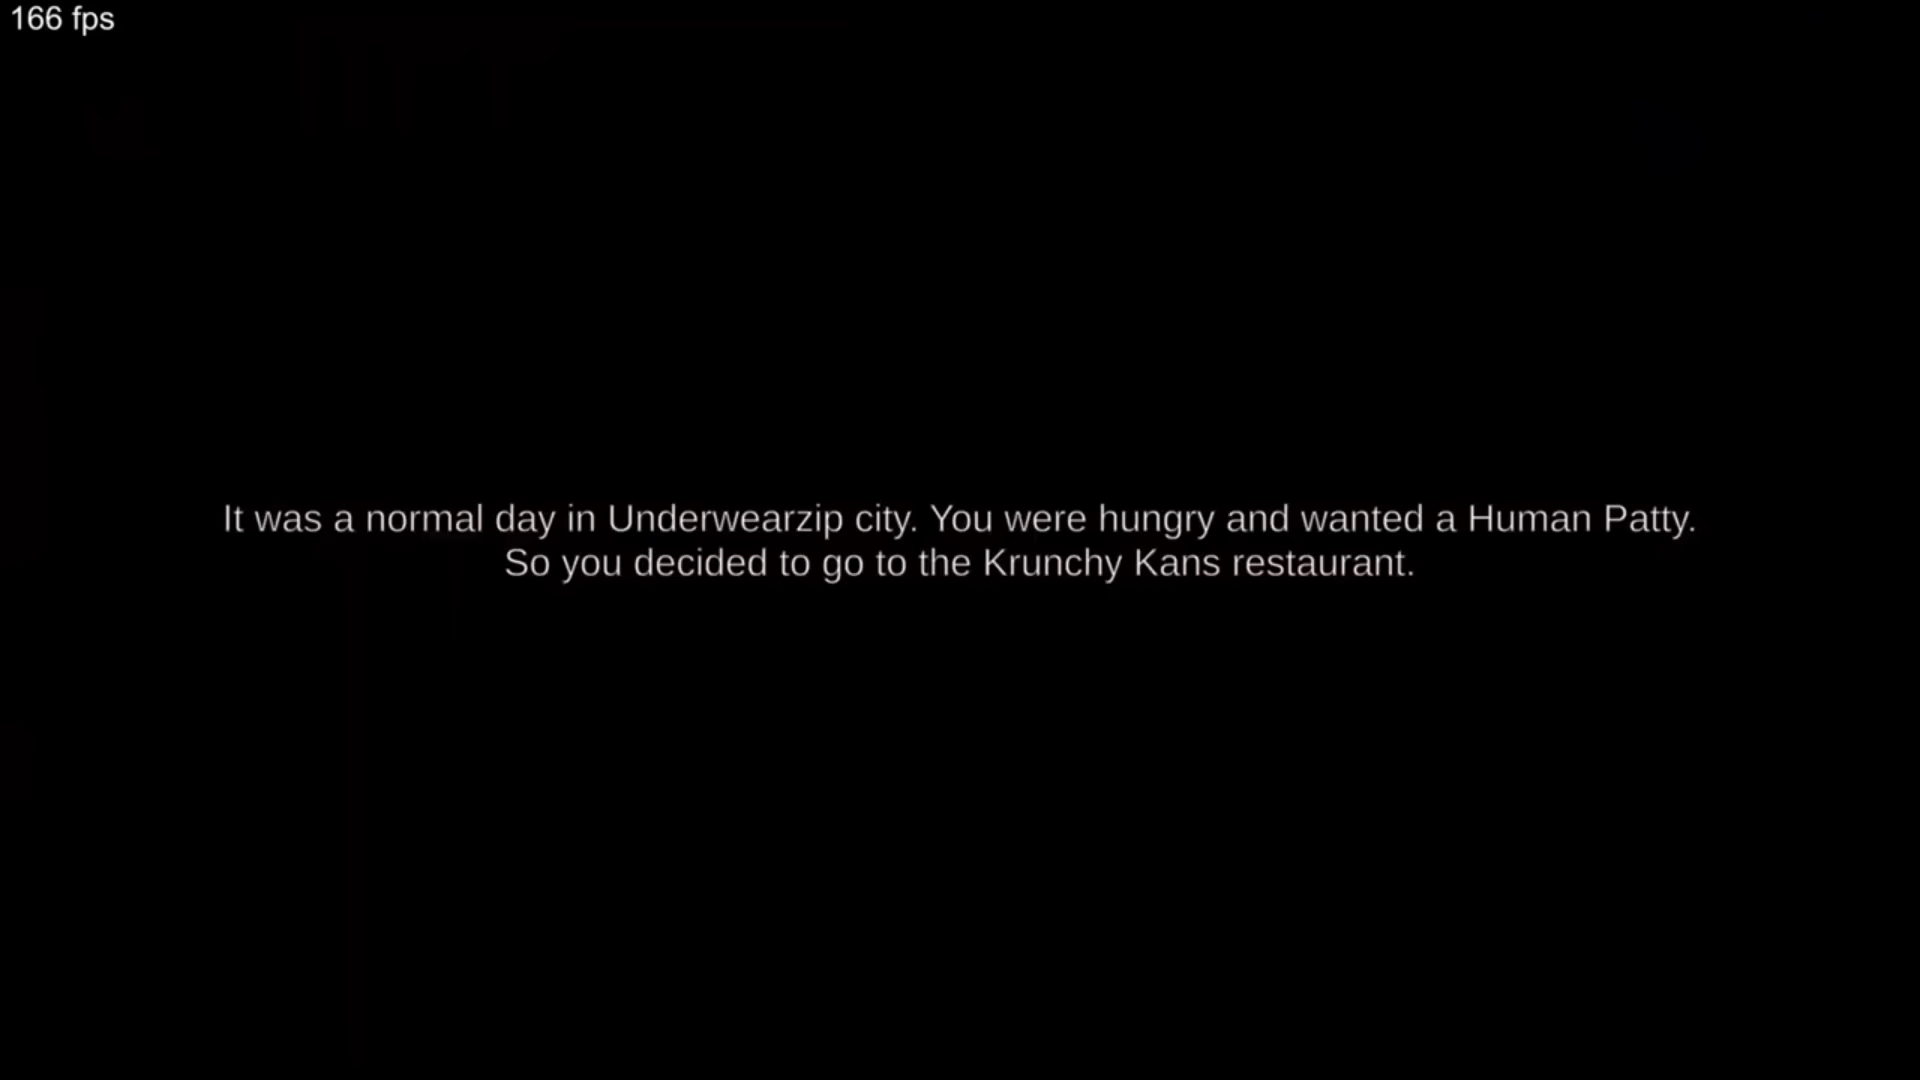 166 fps
It was a normal day in Underwearzip city. You were hungry and wanted a Human Patty.
So you decided to go to the Krunchy Kans restaurant.